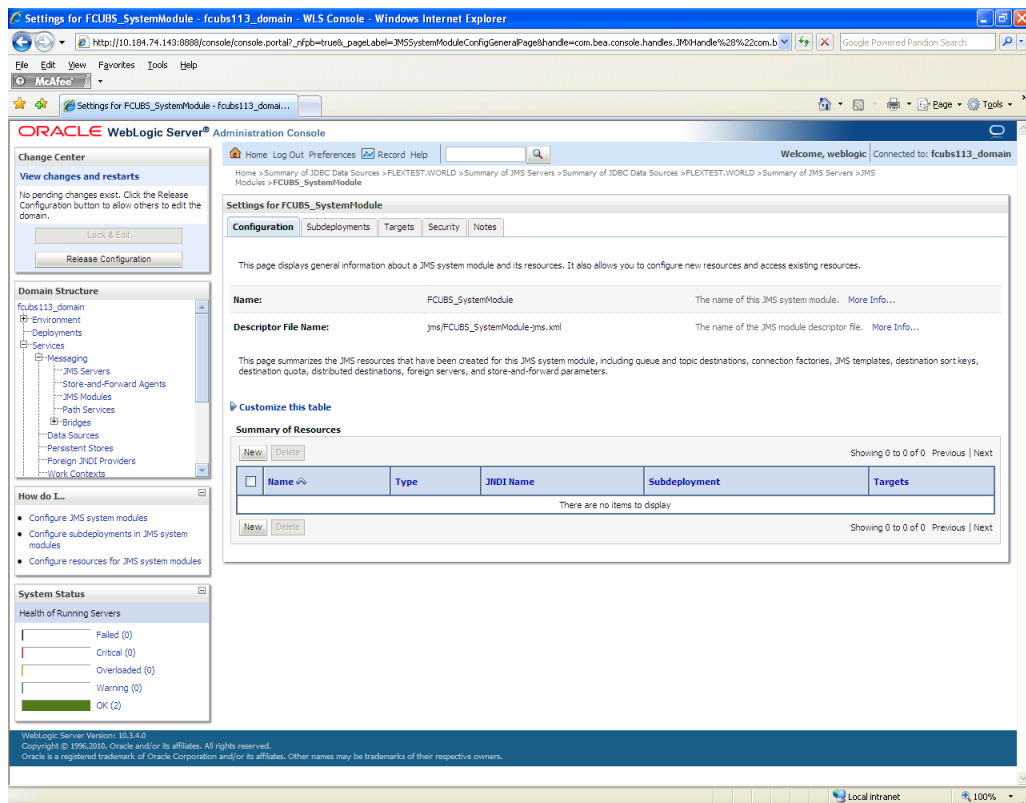 Settings for FCUBS_SystemModule - fcubs113_domain - WLS Console - Windows Internet Explorer
http://10.184.74.143:8888/console/console.portal?_nfpb=true&_pageLabel=JMSSystemModuleConfigGeneralPage&handle=com.bea.console.handles.JMXHandle%28%22com.b
Google Powered Pandion Search
File Edit View Favorites Tools Help
McAfee
Settings for FCUBS_SystemModule - fcubs113_domai...
Page Tools
ORACLE WebLogic Server® Administration Console
Change Center
View changes and restarts
No pending changes exist. Click the Release
Configuration button to allow others to edit the
domain.
Lock & Edit
Release Configuration
Domain Structure
fcubs113_domain
Environment
Deployments
Services
Messaging
JMS Servers
Store-and-Forward Agents
JMS Modules
Path Services
Bridges
Data Sources
Persistent Stores
Foreign JNDI Providers
Work Contexts
How do I...
Configure JMS system modules
Configure subdeployments in JMS system
modules
Configure resources for JMS system modules
System Status
Health of Running Servers
Failed (0)
Critical (0)
Overloaded (0)
Warning (0)
OK (2)
Home Log Out Preferences Record Help
Welcome, weblogic Connected to: fcubs113_domain
Home >Summary of JDBC Data Sources >FLEXTEST.WORLD >Summary of JMS Servers >Summary of JDBC Data Sources >FLEXTEST.WORLD >Summary of JMS Servers >JMS
Modules >FCUBS_SystemModule
Settings for FCUBS_SystemModule
Configuration Subdeployments Targets Security Notes
This page displays general information about a JMS system module and its resources. It also allows you to configure new resources and access existing resources.
Name: FCUBS_SystemModule The name of this JMS system module. More Info...
Descriptor File Name: jms/FCUBS_SystemModule-jms.xml The name of the JMS module descriptor file. More Info...
This page summarizes the JMS resources that have been created for this JMS system module, including queue and topic destinations, connection factories, JMS templates, destination sort keys,
destination quota, distributed destinations, foreign servers, and store-and-forward parameters.
Customize this table
Summary of Resources
New Delete Showing 0 to 0 of 0 Previous | Next
Name Type JNDI Name Subdeployment Targets
There are no items to display
New Delete Showing 0 to 0 of 0 Previous | Next
WebLogic Server Version: 10.3.4.0
Copyright © 1996,2010, Oracle and/or its affiliates. All rights reserved.
Oracle is a registered trademark of Oracle Corporation and/or its affiliates. Other names may be trademarks of their respective owners.
Local intranet 100%